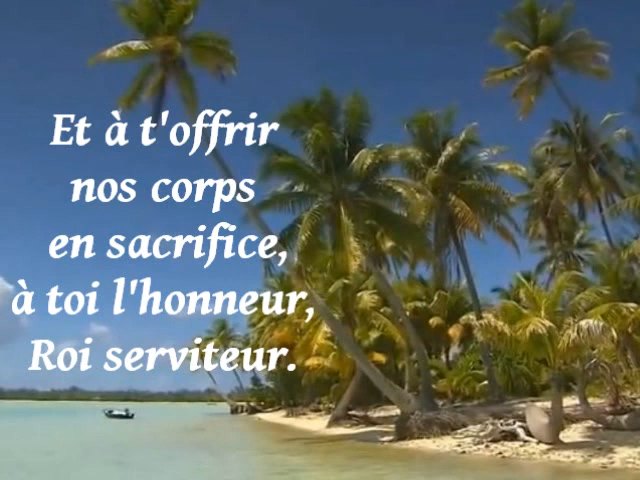 Et à t'offrir
nos corps
en sacrifice,
à toi l'honneur,
Roi serviteur.